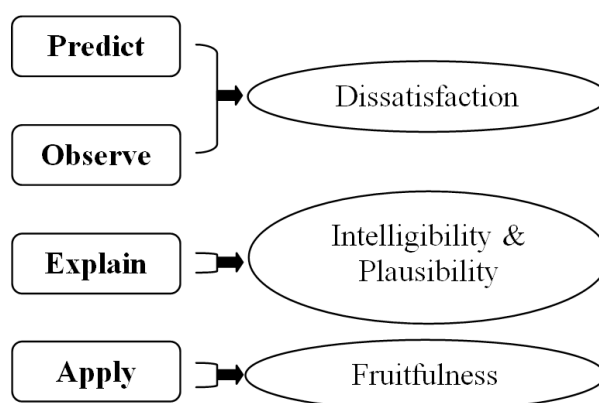 Predict
Dissatisfaction
Observe
Explain
Intelligibility &
Plausibility
Apply
Fruitfulness